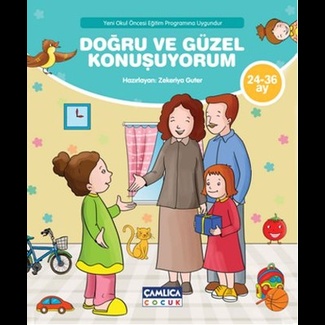 Yeni Okul Öncesi Eğitim Programına Uygundur
DOĞRU VE GÜZEL
KONUŞUYORUM
Hazırlayan: Zekeriya Guter
24-36
ay
ÇAMLICA
ÇOCUK